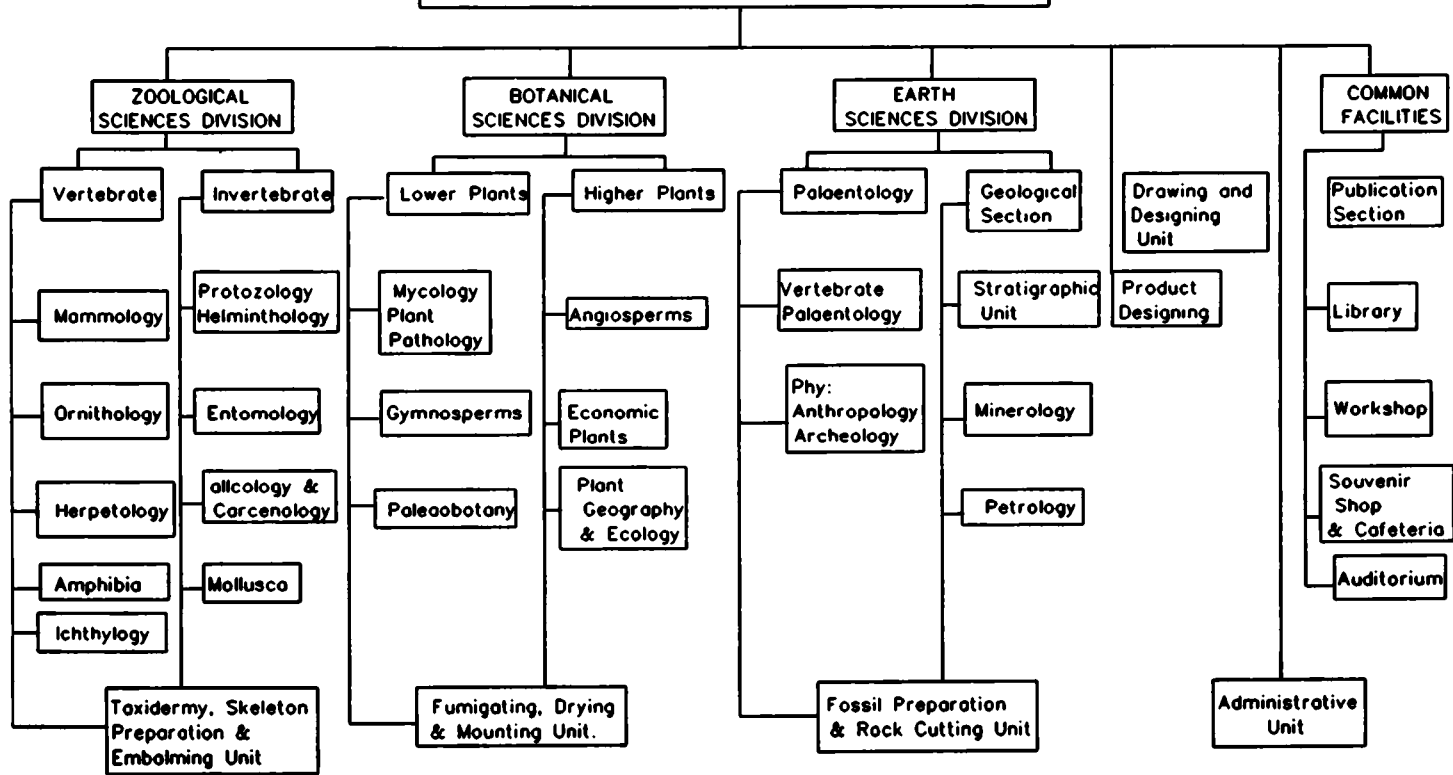 ZOOLOGICAL
SCIENCES DIVISION
BOTANICAL
SCIENCES DIVISION
EARTH
SCIENCES DIVISION
COMMON
FACILITIES
Vertebrate
Invertebrate
Lower Plants
Higher Plants
Palaentology
Geological
Section
Drawing and
Designing
Unit
Publication
Section
Mammology
Protozology
Helminthology
Mycology
Plant
Pathology
Angiosperms
Vertebrate
Palaentology
Stratigraphic
Unit
Product
Designing
Library
Ornithology
Entomology
Gymnosperms
Economic
Plants
Phy:
Anthropology
Archeology
Minerology
Workshop
Herpetology
allcology &
Carcenology
Paleaobotany
Plant
Geography
& Ecology
Petrology
Souvenir
Shop
& Cafeteria
Amphibia
Mollusca
Auditorium
Ichthylogy
Taxidermy, Skeleton
Preparation &
Embalming Unit
Fumigating, Drying
& Mounting Unit.
Fossil Preparation
& Rock Cutting Unit
Administrative
Unit